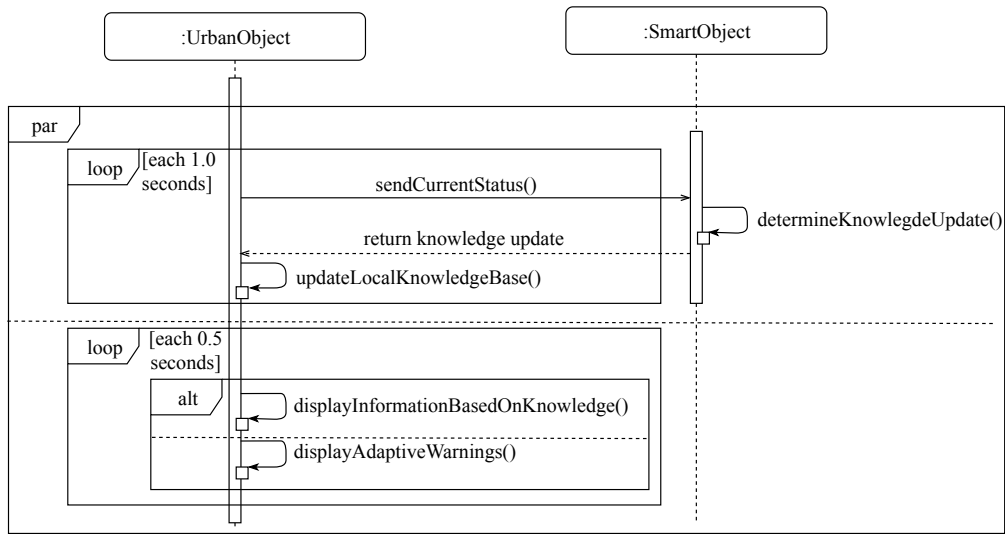 :UrbanObject
:SmartObject
par
loop
[each 1.0
seconds]
sendCurrentStatus()
determineKnowlegdeUpdate()
return knowledge update
updateLocalKnowledgeBase()
loop
[each 0.5
seconds]
alt
displayInformationBasedOnKnowledge()
displayAdaptiveWarnings()